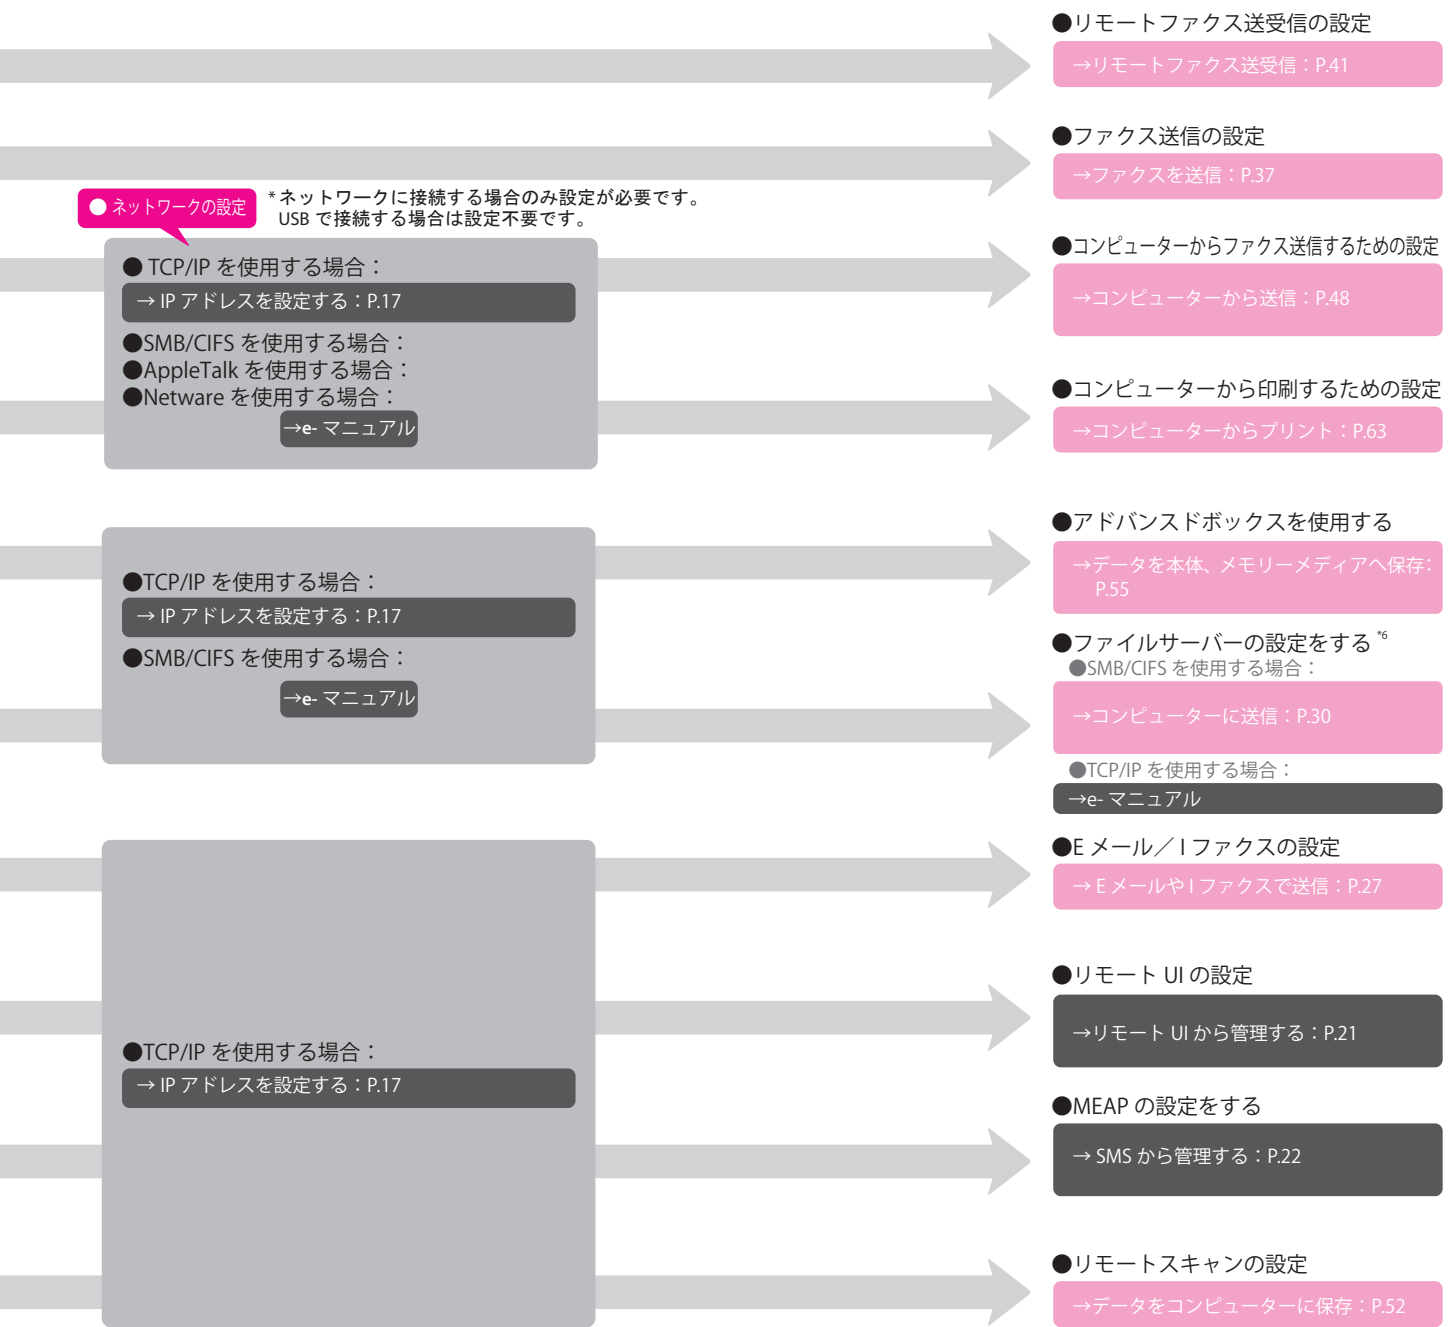 ●リモートファクス送受信の設定
→リモートファクス送受信：P.41
●ファクス送信の設定
→ファクスを送信：P.37
● ネットワークの設定
*ネットワークに接続する場合のみ設定が必要です。
USB で接続する場合は設定不要です。
● TCP/IP を使用する場合：
→ IP アドレスを設定する：P.17
●SMB/CIFS を使用する場合：
●AppleTalk を使用する場合：
●Netware を使用する場合：
→e- マニュアル
●コンピューターからファクス送信するための設定
→コンピューターから送信：P.48
●コンピューターから印刷するための設定
→コンピューターからプリント：P.63
●TCP/IP を使用する場合：
→ IP アドレスを設定する：P.17
●SMB/CIFS を使用する場合：
→e- マニュアル
●アドバンスドボックスを使用する
→データを本体、メモリーメディアへ保存：
P.55
●ファイルサーバーの設定をする *6
●SMB/CIFS を使用する場合：
→コンピューターに送信：P.30
●TCP/IP を使用する場合：
→e- マニュアル
●TCP/IP を使用する場合：
→ IP アドレスを設定する：P.17
●E メール／I ファクスの設定
→ E メールや I ファクスで送信：P.27
●リモート UI の設定
→リモート UI から管理する：P.21
●MEAP の設定をする
→ SMS から管理する：P.22
●リモートスキャンの設定
→データをコンピューターに保存：P.52